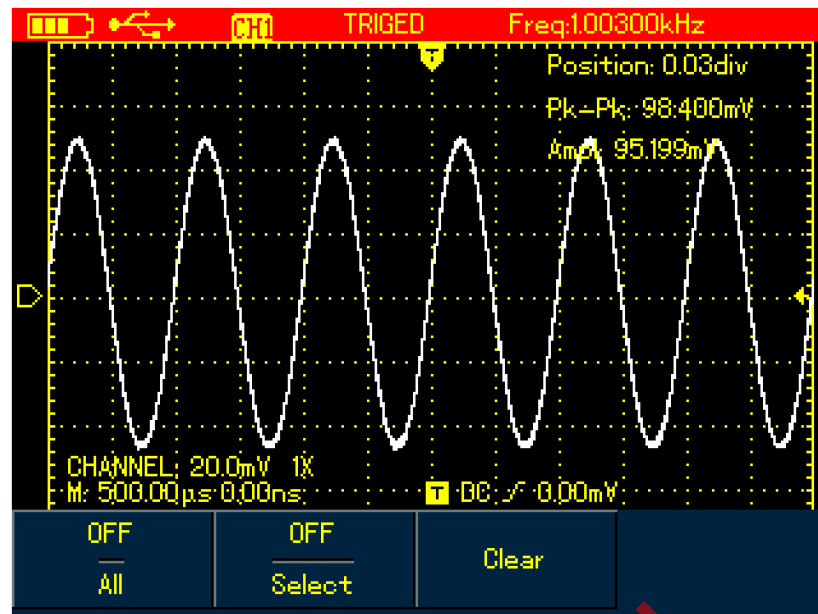 CH1 TRIGED Freq:1.00300kHz
T
Position: 0.03div
Pk-Pk: 98.400mV
Ampl: 95.199mV
CHANNEL: 20.0mV 1X
M: 500.00μs 0.00ns T DC 0.00mV
OFF OFF Clear
All Select